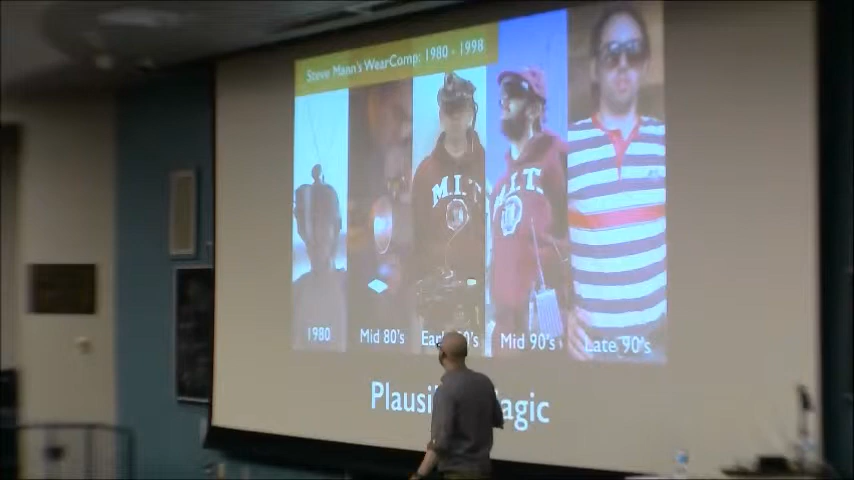 Steve Mann's WearComp: 1980 - 1998
M.I.T
M.I.T.
1980 Mid 80's Mid 90's Late 90's